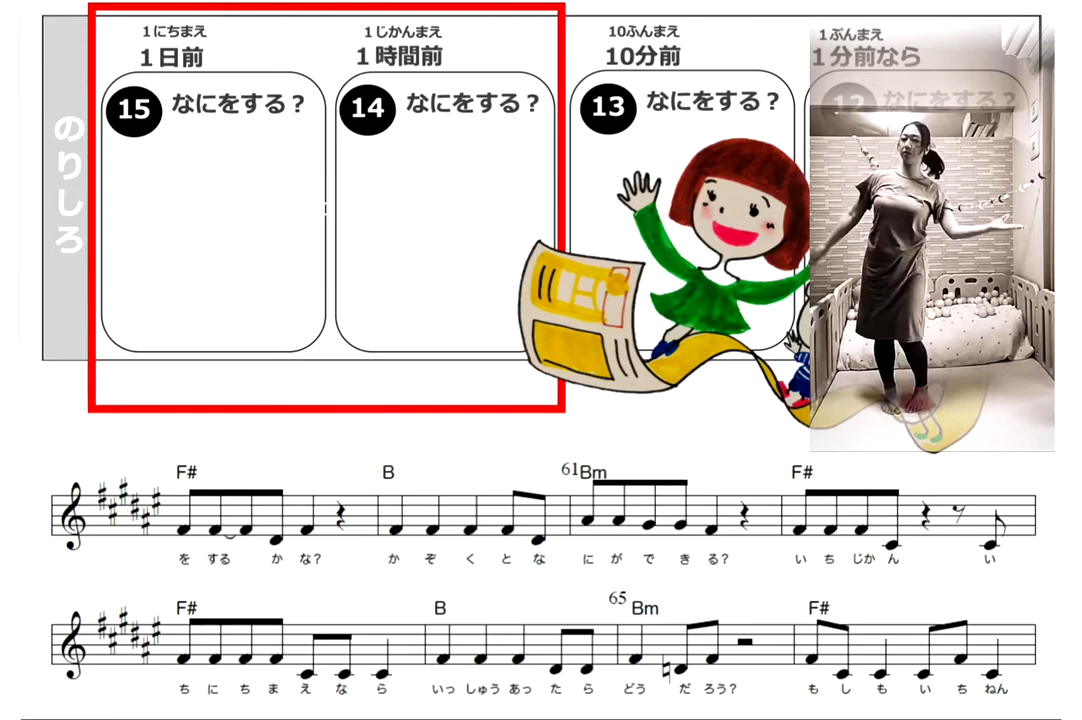 1にちまえ
1日前
15 なにをする？
1じかんまえ
1時間前
14 なにをする？
10ふんまえ
10分前
13 なにをする？
1ぷんまえ
1分前なら
12 なにをする？
のりしろ
F# B 61 Bm F#
を する か な? か ぞ く と な に が で き る? い ち じか ん い
F# B 65 Bm F#
ち に ち ま え な ら いっ しゅう あっ た ら どう だ ろう? も し も い ち ねん